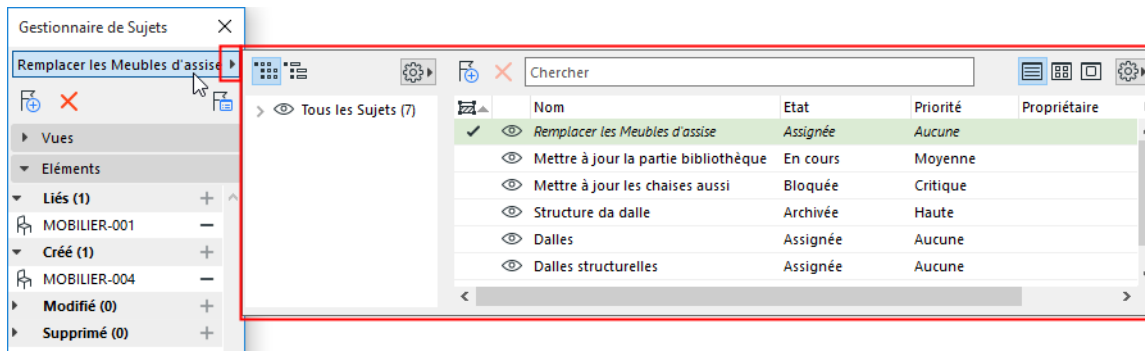 Gestionnaire de Sujets
Remplacer les Meubles d'assise
Vues
Eléments
Liés (1)
MOBILIER-001
Créé (1)
MOBILIER-004
Modifié (0)
Supprimé (0)
Chercher
Tous les Sujets (7)
Nom Etat Priorité Propriétaire
Remplacer les Meubles d'assise Assignée Aucune
Mettre à jour la partie bibliothèque En cours Moyenne
Mettre à jour les chaises aussi Bloquée Critique
Structure da dalle Archivée Haute
Dalles Assignée Aucune
Dalles structurelles Assignée Aucune